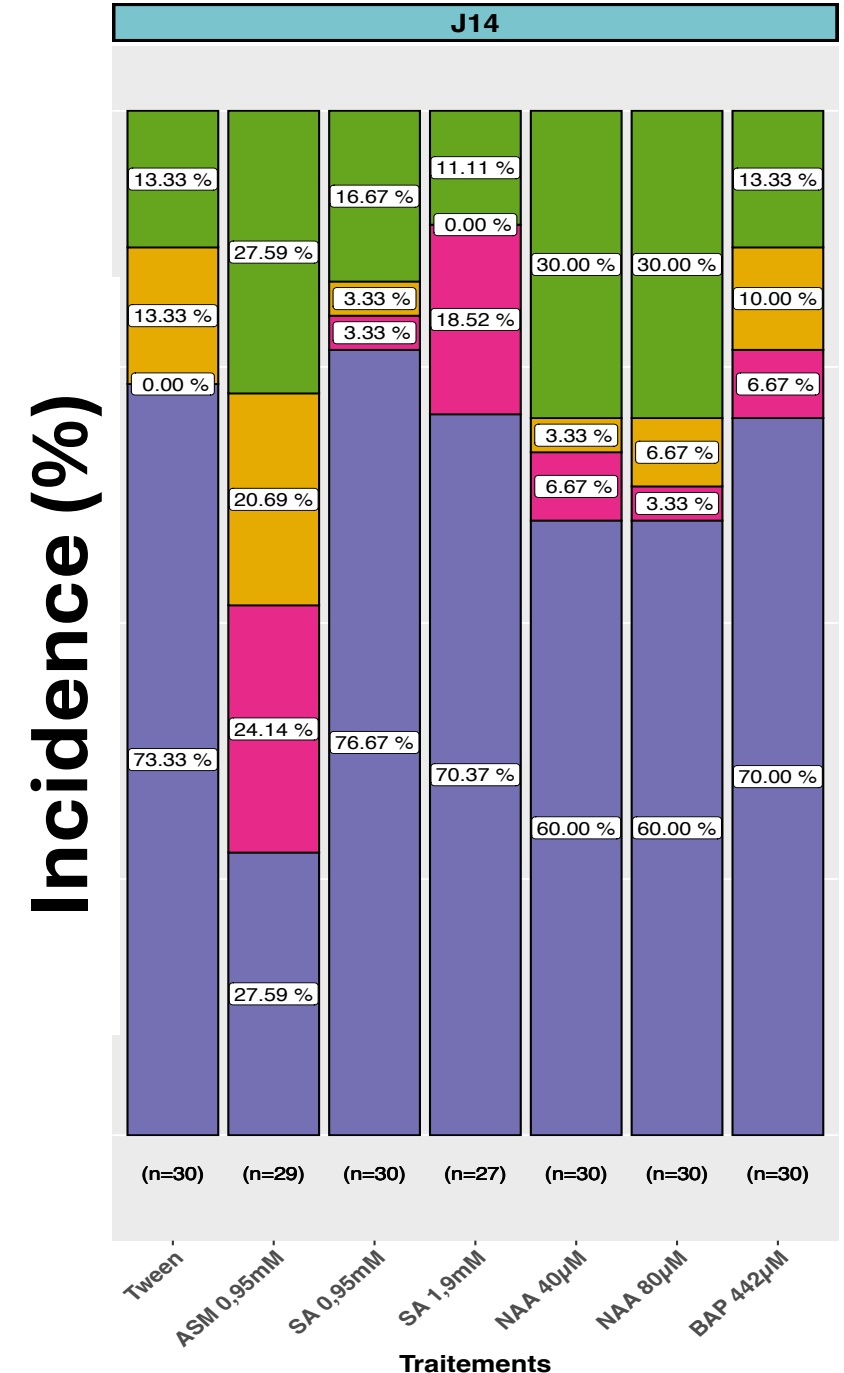 J14
Incidence (%)
13.33 %
13.33 %
0.00 %
73.33 %
27.59 %
20.69 %
24.14 %
27.59 %
16.67 %
3.33 %
3.33 %
76.67 %
11.11 %
0.00 %
18.52 %
70.37 %
30.00 %
3.33 %
6.67 %
60.00 %
30.00 %
6.67 %
3.33 %
60.00 %
13.33 %
10.00 %
6.67 %
70.00 %
(n=30)
(n=29)
(n=30)
(n=27)
(n=30)
(n=30)
(n=30)
Tween
ASM 0,95mM
SA 0,95mM
SA 1,9mM
NAA 40µM
NAA 80µM
BAP 442µM
Traitements